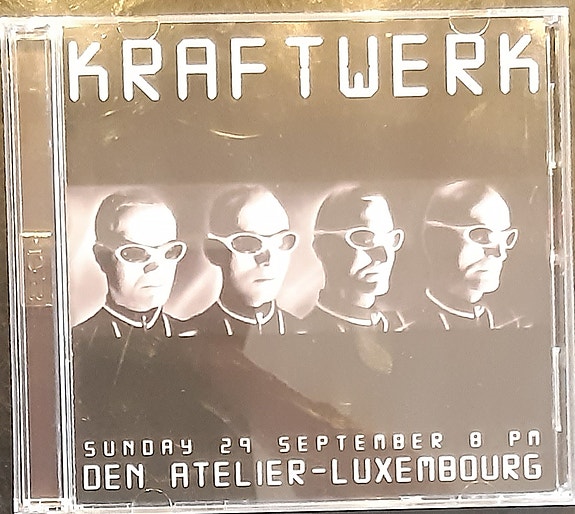 KRAFTWERK
SUNDAY 29 SEPTEMBER 8 PM
DEN ATELIER-LUXEMBOURG